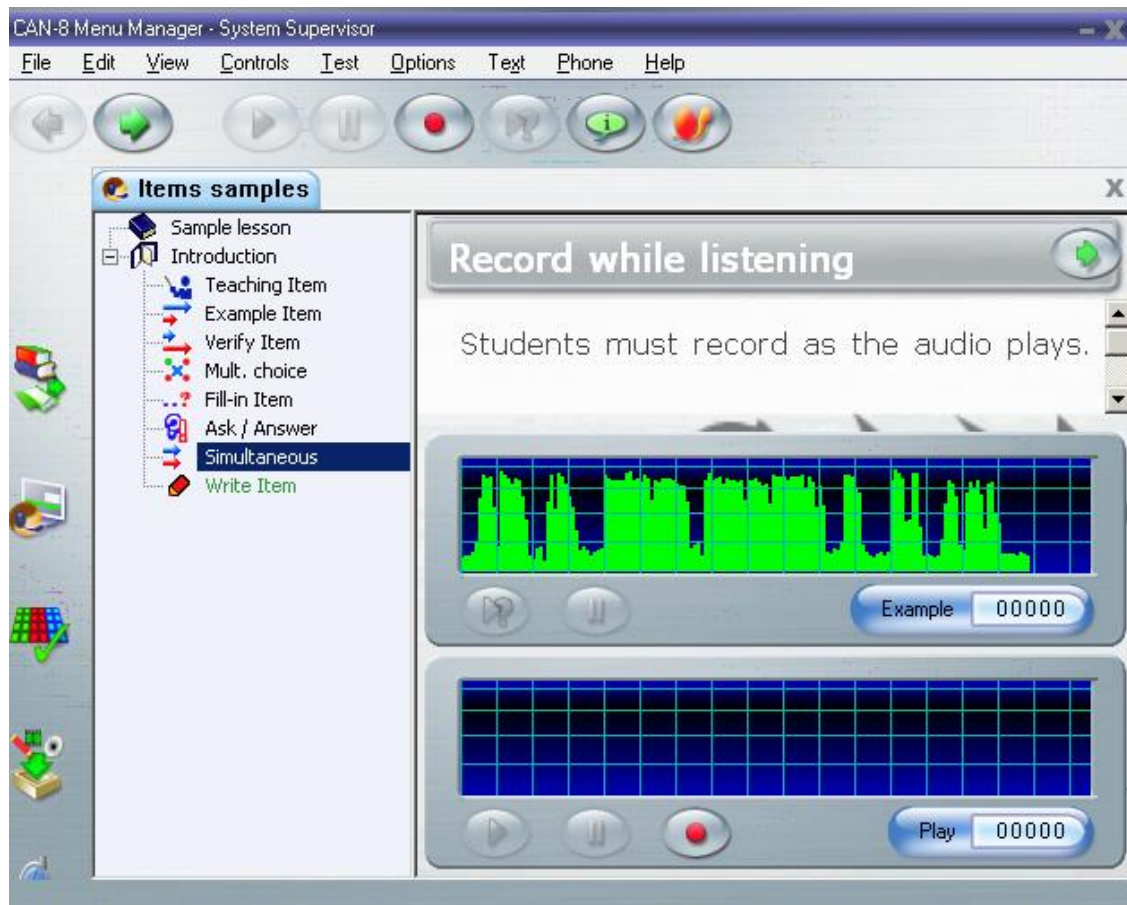 CAN-8 Menu Manager - System Supervisor
File Edit View Controls Test Options Text Phone Help
Items samples
Sample lesson
Introduction
Teaching Item
Example Item
Verify Item
Mult. choice
Fill-in Item
Ask / Answer
Simultaneous
Write Item
Record while listening
Students must record as the audio plays.
Example 00000
Play 00000